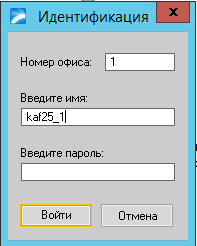 Идентификация
Номер офиса: 1
Введите имя:
kaf25_1
Введите пароль:
Войти Отмена